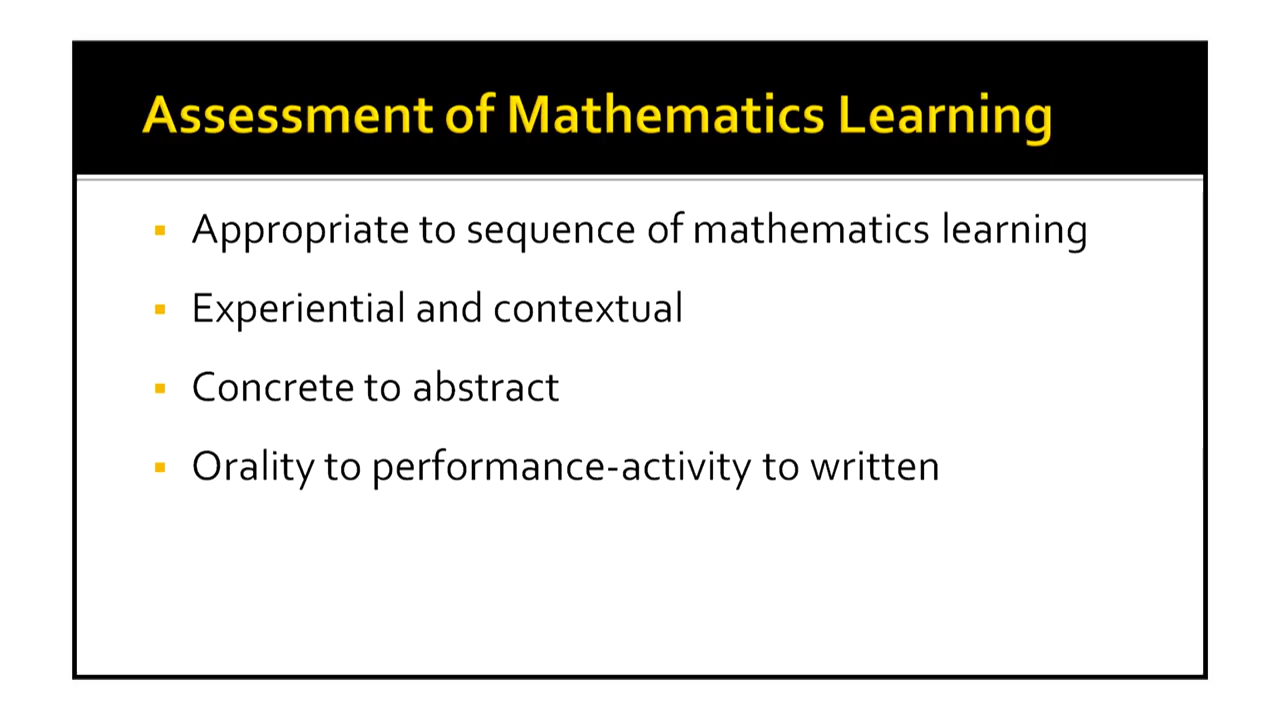 Assessment of Mathematics Learning
Appropriate to sequence of mathematics learning
Experiential and contextual
Concrete to abstract
Orality to performance-activity to written